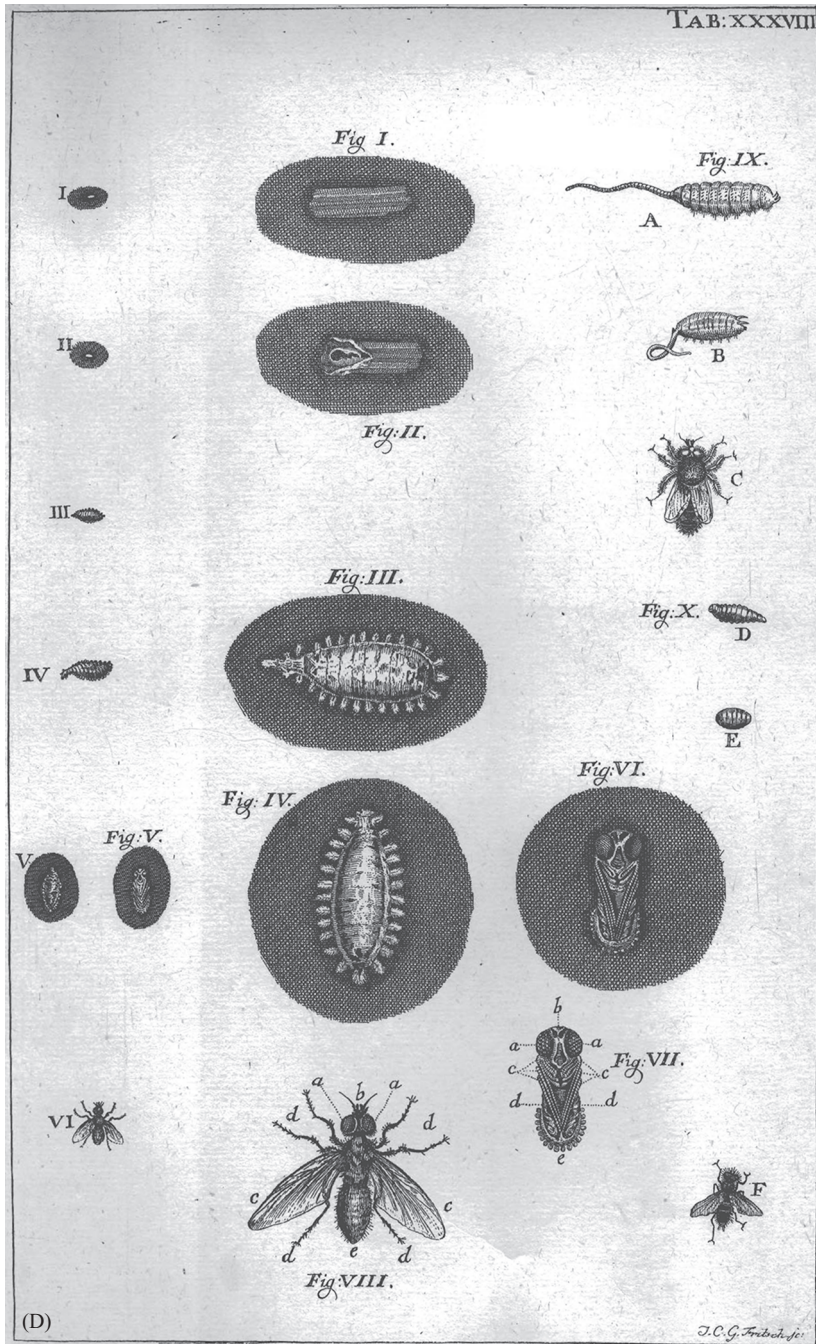 TAB: XXXVIII
Fig I.
Fig: IX.
I
A
II
B
Fig: II.
C
III
Fig: III.
Fig: X.
D
IV
E
Fig: IV.
Fig: VI.
V.
Fig: V.
b
a a
Fig: VII.
c c
d d
e
VI
a b a
d d
c c
d d
e
F
Fig: VIII.
(D)
J. C. G. Fritsch sc: